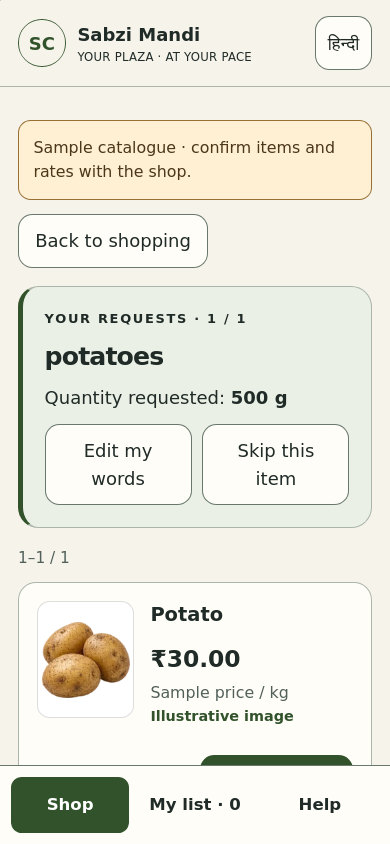 SC
Sabzi Mandi
YOUR PLAZA · AT YOUR PACE
हिन्दी
Sample catalogue · confirm items and
rates with the shop.
Back to shopping
YOUR REQUESTS · 1 / 1
potatoes
Quantity requested: 500 g
Edit my
words
Skip this
item
1–1 / 1
Potato
₹30.00
Sample price / kg
Illustrative image
Shop
My list · 0
Help